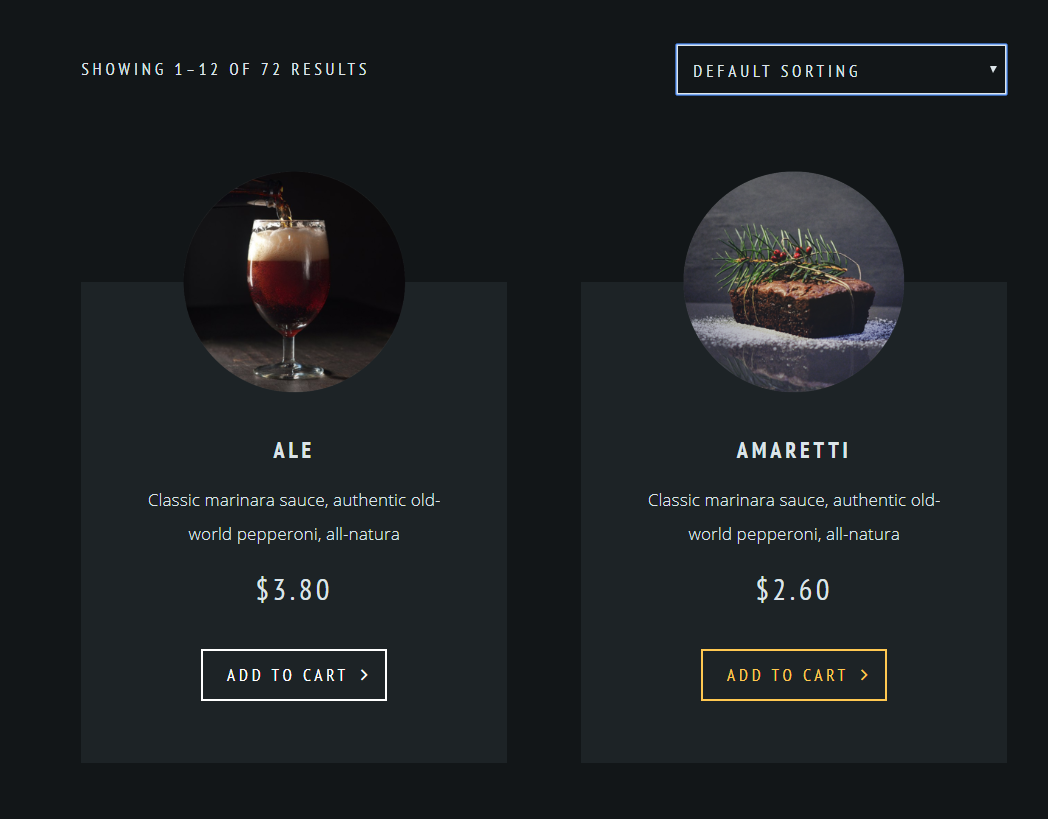 SHOWING 1–12 OF 72 RESULTS
DEFAULT SORTING
ALE
Classic marinara sauce, authentic old-
world pepperoni, all-natura
$3.80
ADD TO CART
AMARETTI
Classic marinara sauce, authentic old-
world pepperoni, all-natura
$2.60
ADD TO CART